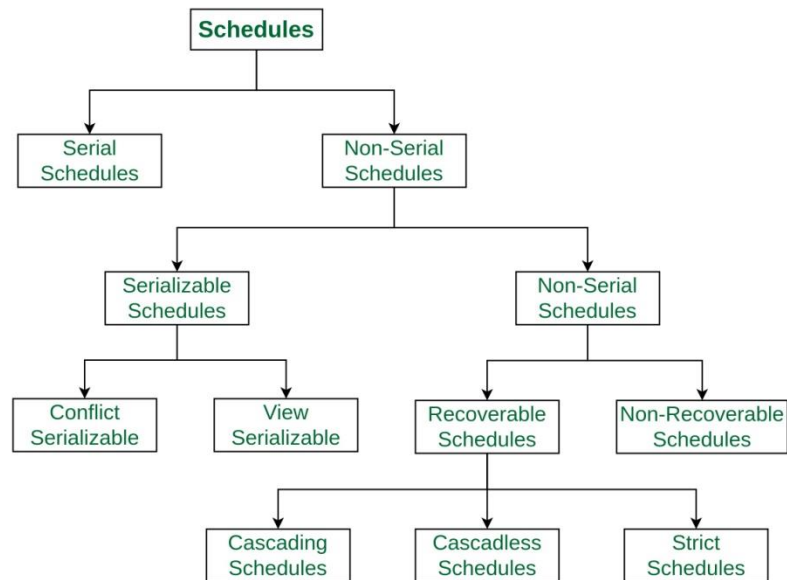 Schedules
Serial
Schedules
Non-Serial
Schedules
Serializable
Schedules
Non-Serial
Schedules
Conflict
Serializable
View
Serializable
Recoverable
Schedules
Non-Recoverable
Schedules
Cascading
Schedules
Cascadless
Schedules
Strict
Schedules